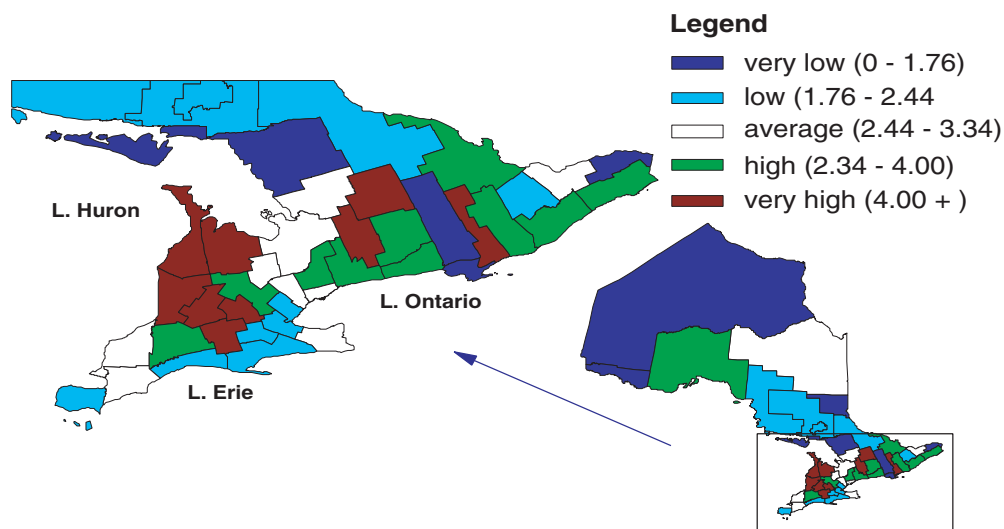 Legend
very low (0 - 1.76)
low (1.76 - 2.44
average (2.44 - 3.34)
high (2.34 - 4.00)
very high (4.00 + )
L. Huron
L. Ontario
L. Erie